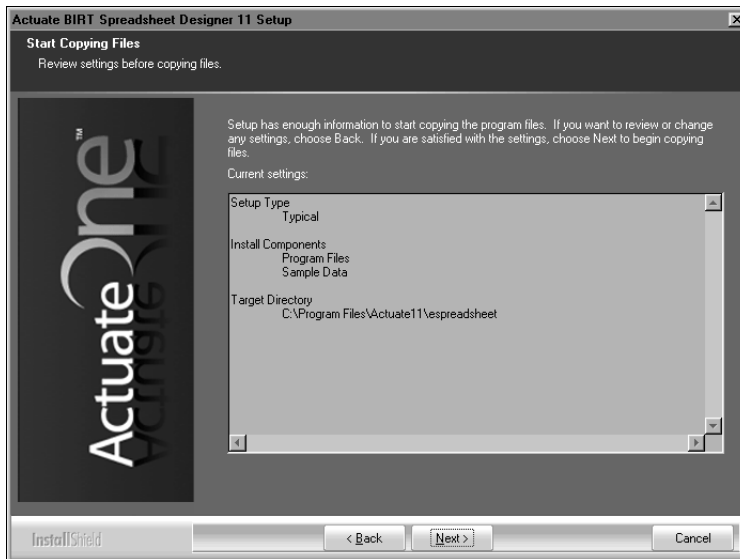 Actuate BIRT Spreadsheet Designer 11 Setup
Start Copying Files
Review settings before copying files.
Setup has enough information to start copying the program files. If you want to review or change
any settings, choose Back. If you are satisfied with the settings, choose Next to begin copying
files.
Current settings:
Setup Type
Typical
Install Components
Program Files
Sample Data
Target Directory
C:\Program Files\Actuate11\espreadsheet
ActuateOne™
InstallShield
< Back
Next >
Cancel